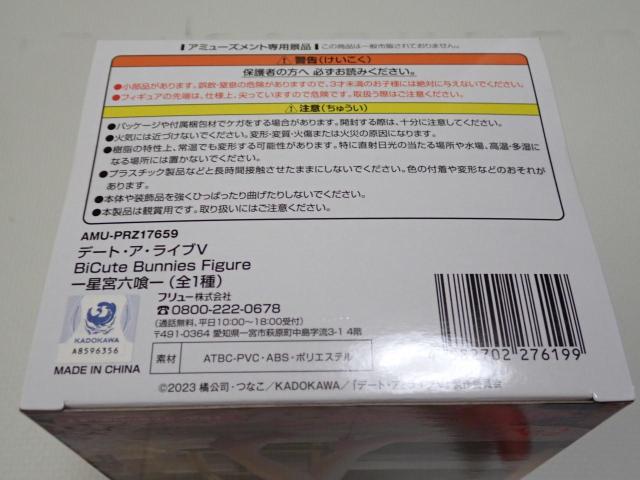 アミューズメント専用景品 この商品は一般市販されておりません。
警告(けいこく)
保護者の方へ 必ずお読みください。
●小部品があります。誤飲・窒息の危険がありますので、3才未満のお子様には絶対に与えないでください。
●フィギュアの先端は、仕様上、尖っていますので危険です。取扱う際はご注意ください。
注意(ちゅうい)
●パッケージや付属梱包材でケガをする場合があります。開封する際は、十分に注意してください。
●火気には近づけないでください。変形・変質・火傷または火災の原因になります。
●樹脂の特性上、常温でも変形する可能性があります。特に直射日光の当たる場所や水場、高温・多湿に
なる場所には置かないでください。
●プラスチック製品などと長時間接触させたままにしないでください。色の付着や変形などのおそれが
あります。
●本体や装飾品を強くひっぱったり曲げたりしないでください。
●本製品は観賞用です。取り扱いにはご注意ください。
AMU-PRZ17659
デート・ア・ライブⅤ
BiCute Bunnies Figure
ー星宮六喰ー(全1種)
フリュー株式会社
☎0800-222-0678
(通話無料、平日10:00〜18:00受付)
〒491-0364 愛知県一宮市萩原町中島字流3-1 4階
KADOKAWA
A8596356
MADE IN CHINA
素材 ATBC-PVC・ABS・ポリエステル
2702 276199
©2023 橘公司・つなこ/KADOKAWA/「デート・ア・ライブⅤ」製作委員会